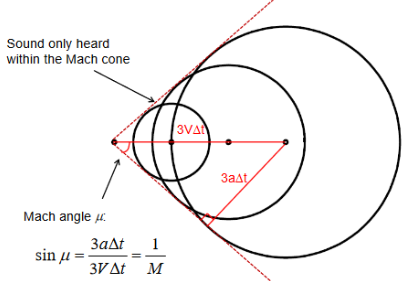 Sound only heard
within the Mach cone
3VΔt
3aΔt
Mach angle μ:
sin μ = 3aΔt / 3VΔt = 1 / M